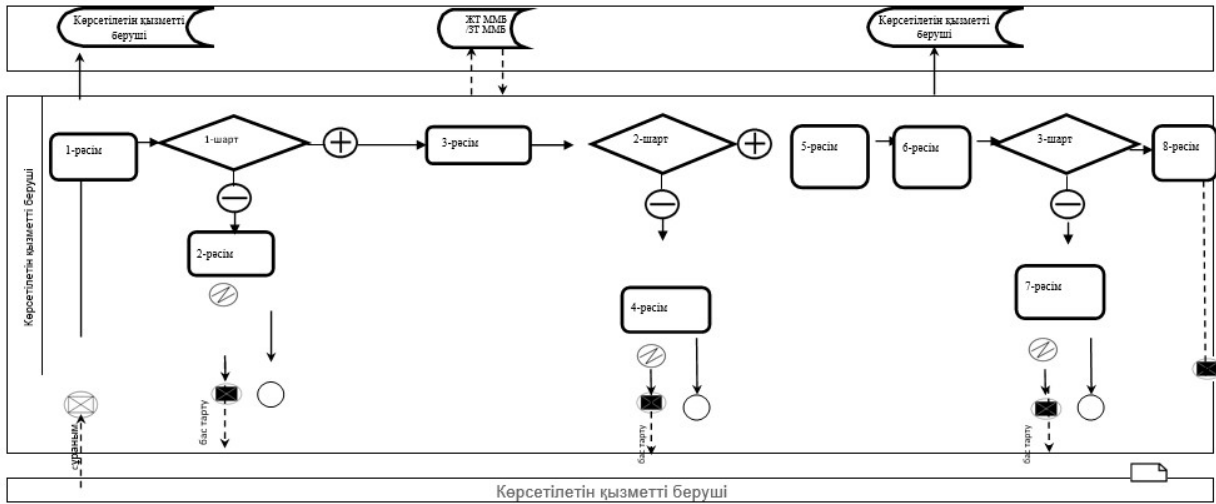 Көрсетілетін қызметті
беруші
ЖТ ММБ
/ЗТ ММБ
Көрсетілетін қызметті
беруші
Көрсетілетін қызметті беруші
1-рәсім
1-шарт
3-рәсім
2-шарт
5-рәсім
6-рәсім
3-шарт
8-рәсім
2-рәсім
4-рәсім
7-рәсім
сұраным
бас тарту
бас тарту
бас тарту
Көрсетілетін қызметті беруші